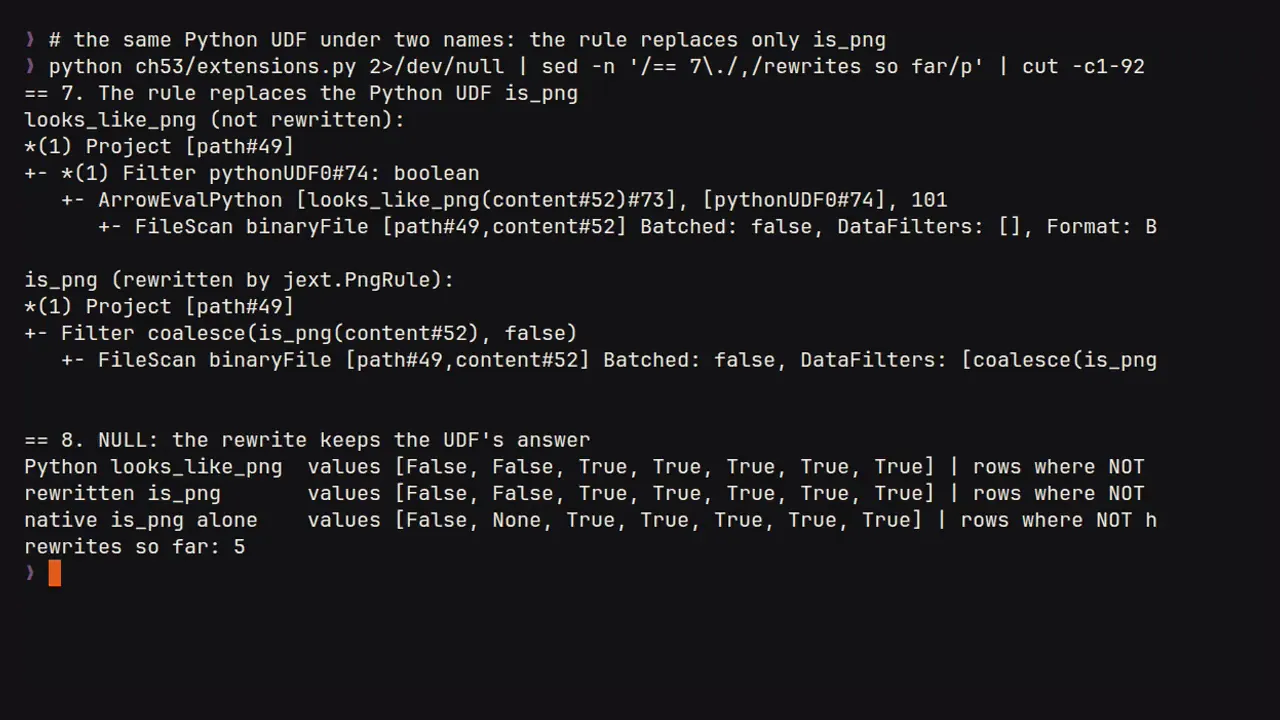 ❯ # the same Python UDF under two names: the rule replaces only is_png
❯ python ch53/extensions.py 2>/dev/null | sed -n '/== 7\./,/rewrites so far/p' | cut -c1-92
== 7. The rule replaces the Python UDF is_png
looks_like_png (not rewritten):
*(1) Project [path#49]
+- *(1) Filter pythonUDF0#74: boolean
   +- ArrowEvalPython [looks_like_png(content#52)#73], [pythonUDF0#74], 101
      +- FileScan binaryFile [path#49,content#52] Batched: false, DataFilters: [], Format: B
is_png (rewritten by jext.PngRule):
*(1) Project [path#49]
+- Filter coalesce(is_png(content#52), false)
   +- FileScan binaryFile [path#49,content#52] Batched: false, DataFilters: [coalesce(is_png
== 8. NULL: the rewrite keeps the UDF's answer
Python looks_like_png  values [False, False, True, True, True, True, True] | rows where NOT
rewritten is_png       values [False, False, True, True, True, True, True] | rows where NOT
native is_png alone    values [False, None, True, True, True, True, True] | rows where NOT h
rewrites so far: 5
❯